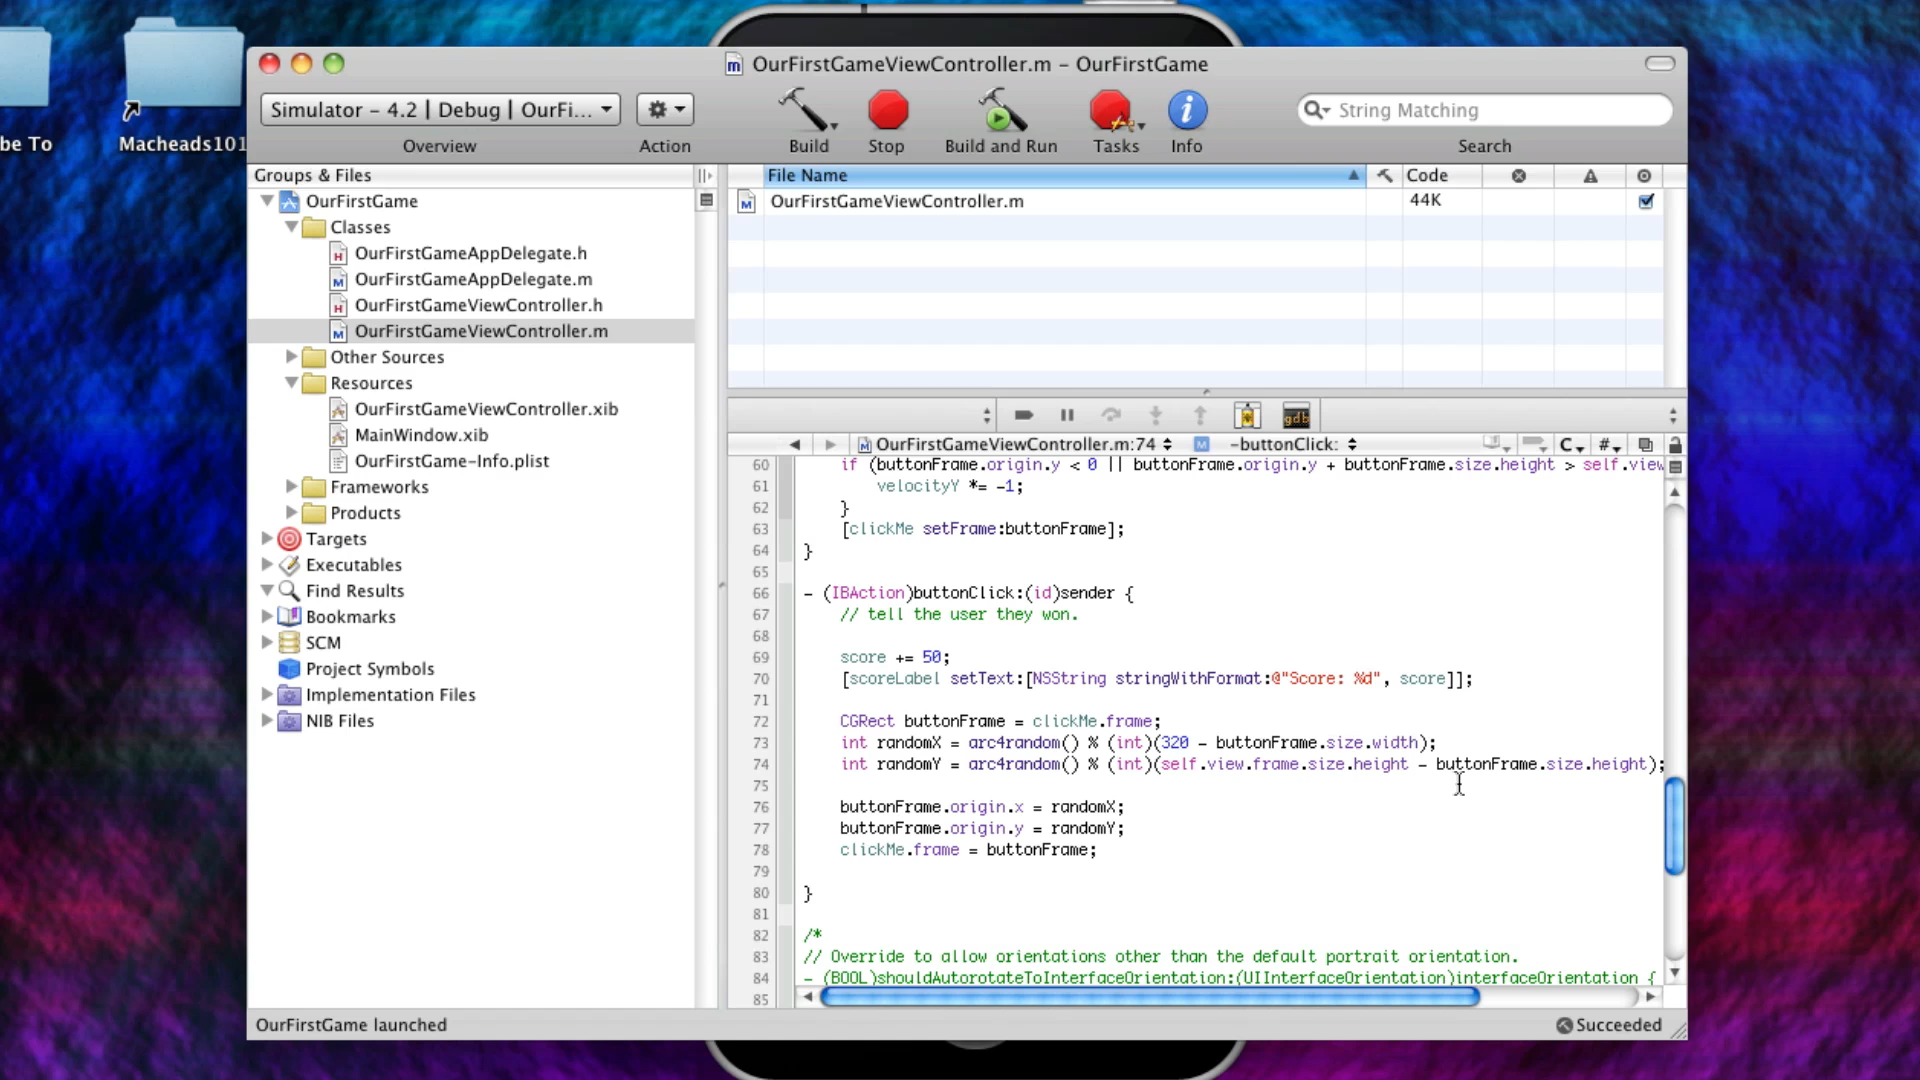 be To
Macheads101
OurFirstGameViewController.m – OurFirstGame
Simulator – 4.2 | Debug | OurFi...
Overview
Action
Build
Stop
Build and Run
Tasks
Info
String Matching
Search
Groups & Files
File Name
Code
OurFirstGameViewController.m
44K
OurFirstGame
Classes
OurFirstGameAppDelegate.h
OurFirstGameAppDelegate.m
OurFirstGameViewController.h
OurFirstGameViewController.m
Other Sources
Resources
OurFirstGameViewController.xib
MainWindow.xib
OurFirstGame-Info.plist
Frameworks
Products
Targets
Executables
Find Results
Bookmarks
SCM
Project Symbols
Implementation Files
NIB Files
gdb
OurFirstGameViewController.m:74
-buttonClick:
C
#
60 if (buttonFrame.origin.y < 0 || buttonFrame.origin.y + buttonFrame.size.height > self.view
61 velocityY *= -1;
62 }
63 [clickMe setFrame:buttonFrame];
64 }
65
66 - (IBAction)buttonClick:(id)sender {
67 // tell the user they won.
68
69 score += 50;
70 [scoreLabel setText:[NSString stringWithFormat:@"Score: %d", score]];
71
72 CGRect buttonFrame = clickMe.frame;
73 int randomX = arc4random() % (int)(320 - buttonFrame.size.width);
74 int randomY = arc4random() % (int)(self.view.frame.size.height - buttonFrame.size.height);
75
76 buttonFrame.origin.x = randomX;
77 buttonFrame.origin.y = randomY;
78 clickMe.frame = buttonFrame;
79
80 }
81
82 /*
83 // Override to allow orientations other than the default portrait orientation.
84 - (BOOL)shouldAutorotateToInterfaceOrientation:(UIInterfaceOrientation)interfaceOrientation {
85
OurFirstGame launched
Succeeded